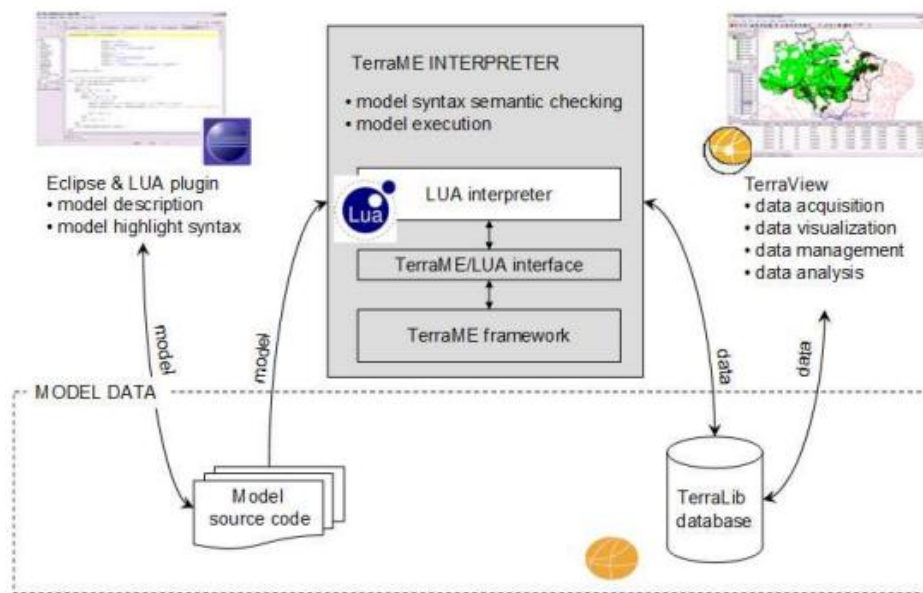 TerraME INTERPRETER
• model syntax semantic checking
• model execution
Eclipse & LUA plugin
• model description
• model highlight syntax
Lua
LUA interpreter
TerraME/LUA interface
TerraME framework
TerraView
• data acquisition
• data visualization
• data management
• data analysis
model
model
data
data
MODEL DATA
Model
source code
TerraLib
database